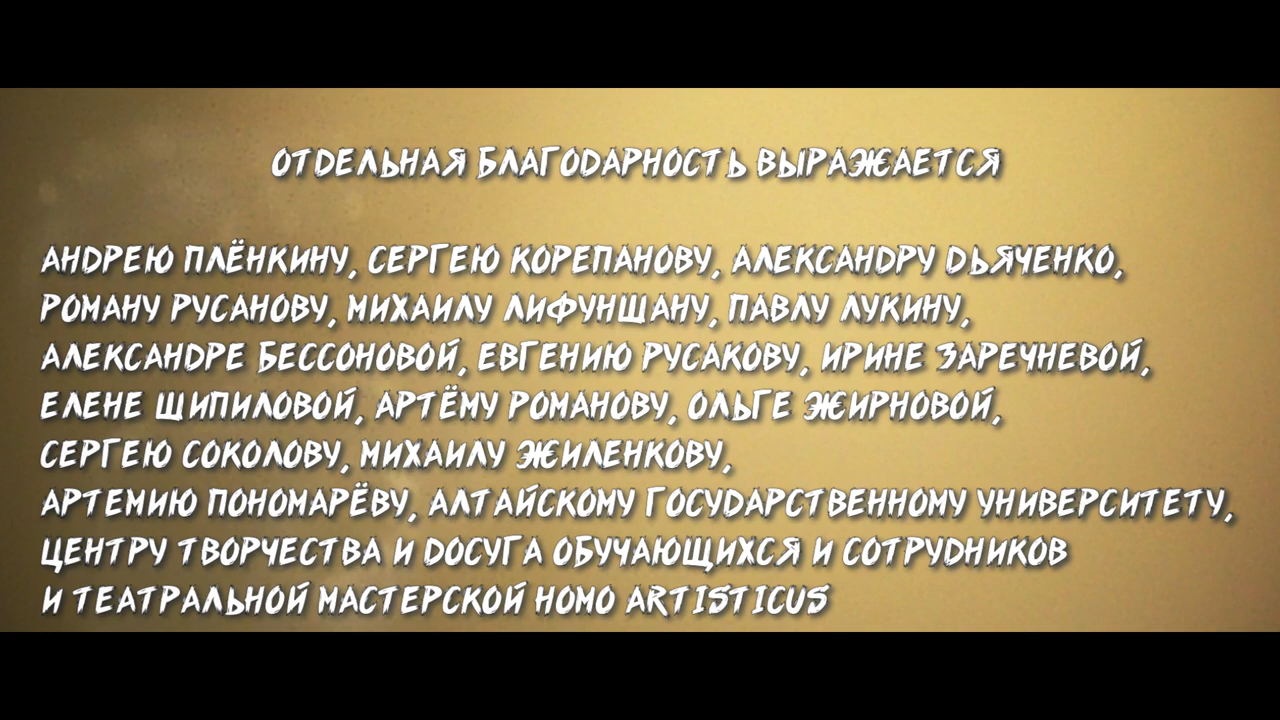 ОТДЕЛЬНАЯ БЛАГОДАРНОСТЬ ВЫРАЖАЕТСЯ
АНДРЕЮ ПЛЁНКИНУ, СЕРГЕЮ КОРЕПАНОВУ, АЛЕКСАНДРУ ДЬЯЧЕНКО,
РОМАНУ РУСАНОВУ, МИХАИЛУ ЛИФУНШАНУ, ПАВЛУ ЛУКИНУ,
АЛЕКСАНДРЕ БЕССОНОВОЙ, ЕВГЕНИЮ РУСАКОВУ, ИРИНЕ ЗАРЕЧНЕВОЙ,
ЕЛЕНЕ ШИПИЛОВОЙ, АРТЁМУ РОМАНОВУ, ОЛЬГЕ ЖИРНОВОЙ,
СЕРГЕЮ СОКОЛОВУ, МИХАИЛУ ЖИЛЕНКОВУ,
АРТЕМИЮ ПОНОМАРЁВУ, АЛТАЙСКОМУ ГОСУДАРСТВЕННОМУ УНИВЕРСИТЕТУ,
ЦЕНТРУ ТВОРЧЕСТВА И ДОСУГА ОБУЧАЮЩИХСЯ И СОТРУДНИКОВ
И ТЕАТРАЛЬНОЙ МАСТЕРСКОЙ HOMO ARTISTICUS